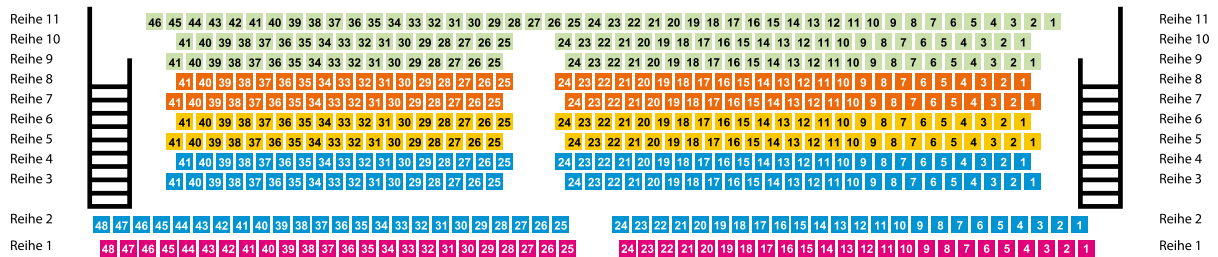 Reihe 11 46 45 44 43 42 41 40 39 38 37 36 35 34 33 32 31 30 29 28 27 26 25 24 23 22 21 20 19 18 17 16 15 14 13 12 11 10 9 8 7 6 5 4 3 2 1 Reihe 11
Reihe 10 41 40 39 38 37 36 35 34 33 32 31 30 29 28 27 26 25 24 23 22 21 20 19 18 17 16 15 14 13 12 11 10 9 8 7 6 5 4 3 2 1 Reihe 10
Reihe 9 41 40 39 38 37 36 35 34 33 32 31 30 29 28 27 26 25 24 23 22 21 20 19 18 17 16 15 14 13 12 11 10 9 8 7 6 5 4 3 2 1 Reihe 9
Reihe 8 41 40 39 38 37 36 35 34 33 32 31 30 29 28 27 26 25 24 23 22 21 20 19 18 17 16 15 14 13 12 11 10 9 8 7 6 5 4 3 2 1 Reihe 8
Reihe 7 41 40 39 38 37 36 35 34 33 32 31 30 29 28 27 26 25 24 23 22 21 20 19 18 17 16 15 14 13 12 11 10 9 8 7 6 5 4 3 2 1 Reihe 7
Reihe 6 41 40 39 38 37 36 35 34 33 32 31 30 29 28 27 26 25 24 23 22 21 20 19 18 17 16 15 14 13 12 11 10 9 8 7 6 5 4 3 2 1 Reihe 6
Reihe 5 41 40 39 38 37 36 35 34 33 32 31 30 29 28 27 26 25 24 23 22 21 20 19 18 17 16 15 14 13 12 11 10 9 8 7 6 5 4 3 2 1 Reihe 5
Reihe 4 41 40 39 38 37 36 35 34 33 32 31 30 29 28 27 26 25 24 23 22 21 20 19 18 17 16 15 14 13 12 11 10 9 8 7 6 5 4 3 2 1 Reihe 4
Reihe 3 41 40 39 38 37 36 35 34 33 32 31 30 29 28 27 26 25 24 23 22 21 20 19 18 17 16 15 14 13 12 11 10 9 8 7 6 5 4 3 2 1 Reihe 3
Reihe 2 48 47 46 45 44 43 42 41 40 39 38 37 36 35 34 33 32 31 30 29 28 27 26 25 24 23 22 21 20 19 18 17 16 15 14 13 12 11 10 9 8 7 6 5 4 3 2 1 Reihe 2
Reihe 1 48 47 46 45 44 43 42 41 40 39 38 37 36 35 34 33 32 31 30 29 28 27 26 25 24 23 22 21 20 19 18 17 16 15 14 13 12 11 10 9 8 7 6 5 4 3 2 1 Reihe 1